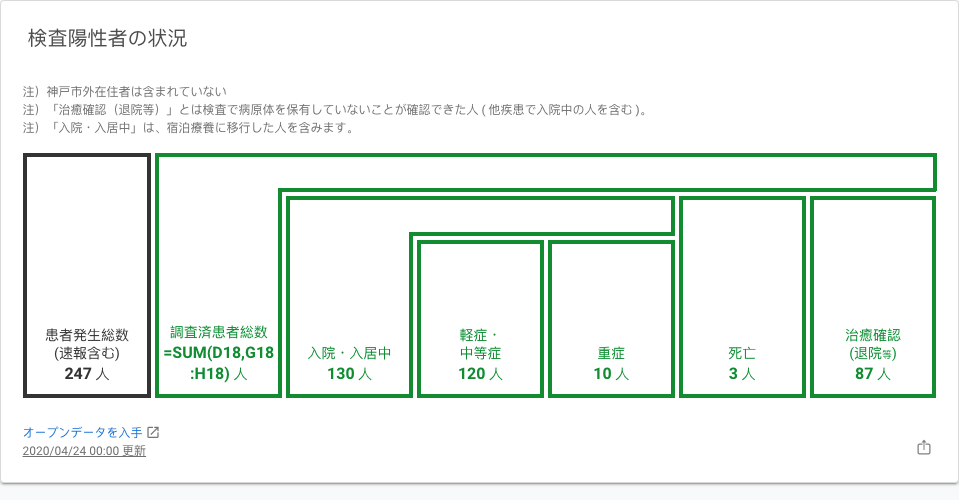 検査陽性者の状況
注）神戸市外在住者は含まれていない
注）「治癒確認（退院等）」とは検査で病原体を保有していないことが確認できた人 ( 他疾患で入院中の人を含む )。
注）「入院・入居中」は、宿泊療養に移行した人を含みます。
患者発生総数
(速報含む)
247 人
調査済患者総数
=SUM(D18,G18
:H18) 人
入院・入居中
130 人
軽症・
中等症
120 人
重症
10 人
死亡
3 人
治癒確認
(退院等)
87 人
オープンデータを入手
2020/04/24 00:00 更新